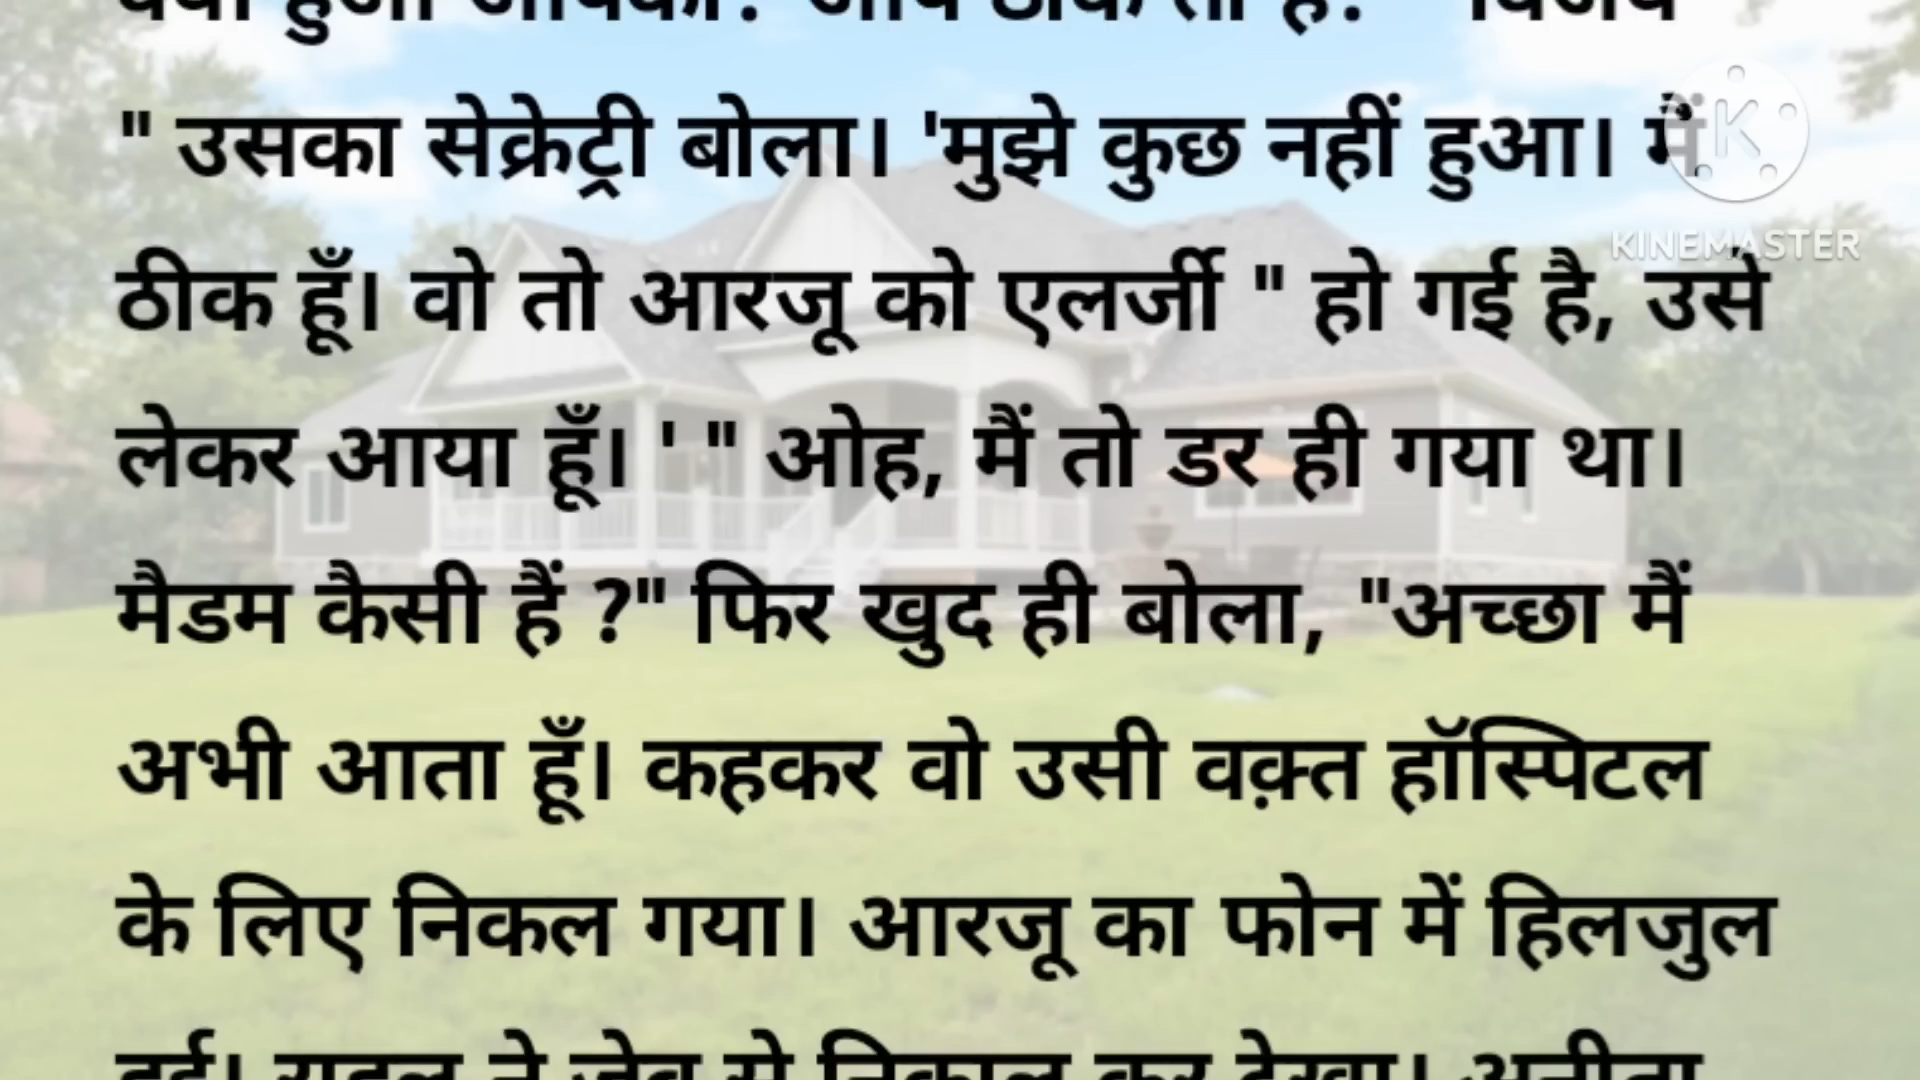 " उसका सेक्रेट्री बोला। 'मुझे कुछ नहीं हुआ। मैं
KINEMASTER
ठीक हूँ। वो तो आरजू को एलर्जी " हो गई है, उसे
लेकर आया हूँ। ' " ओह, मैं तो डर ही गया था।
मैडम कैसी हैं ?" फिर खुद ही बोला, "अच्छा मैं
अभी आता हूँ। कहकर वो उसी वक़्त हॉस्पिटल
के लिए निकल गया। आरजू का फोन में हिलजुल